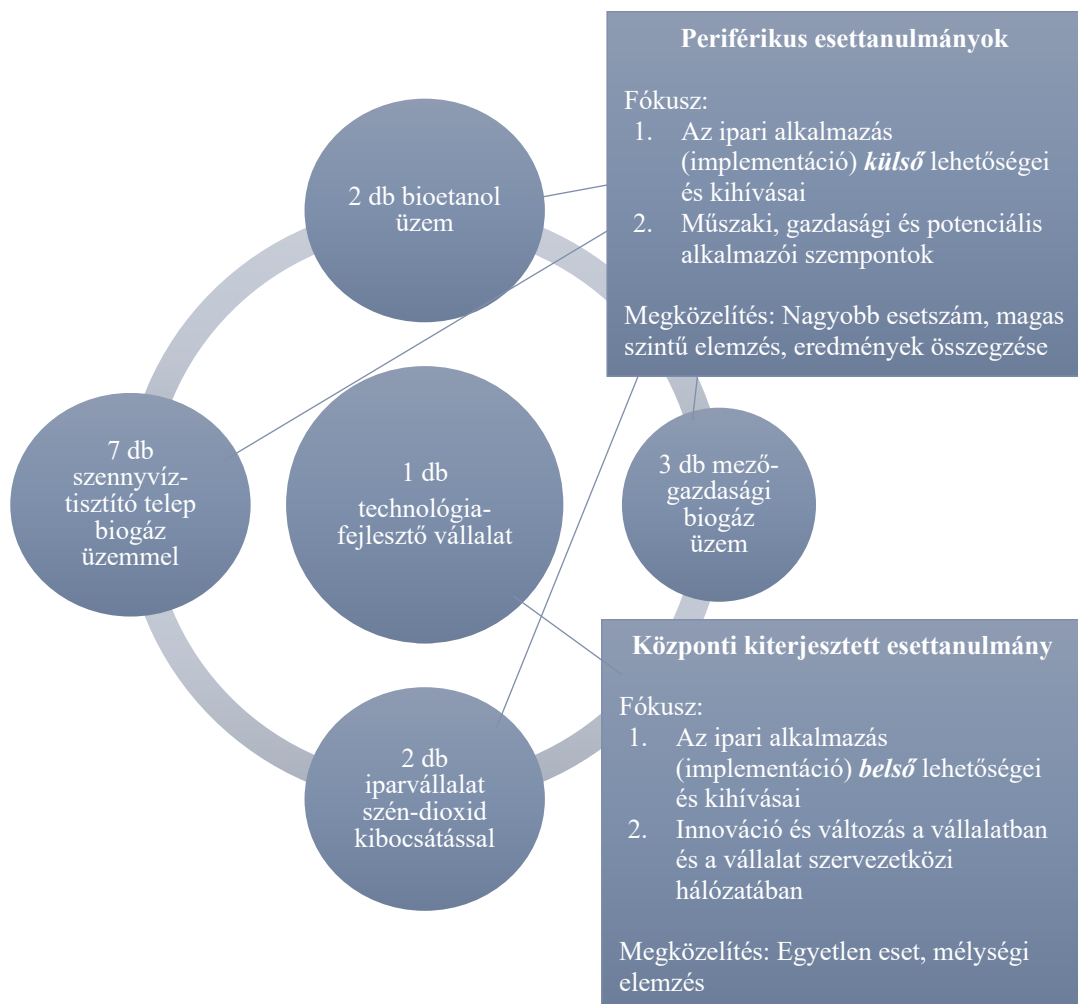 Periférikus esettanulmányok
Fókusz:
1. Az ipari alkalmazás
(implementáció) külső lehetőségei
és kihívásai
2. Műszaki, gazdasági és potenciális
alkalmazói szempontok
Megközelítés: Nagyobb esetszám, magas
szintű elemzés, eredmények összegzése
2 db bioetanol
üzem
7 db
szennyvíz-
tisztító telep
biogáz
üzemmel
1 db
technológia-
fejlesztő vállalat
3 db mező-
gazdasági
biogáz
üzem
2 db
iparvállalat
szén-dioxid
kibocsátással
Központi kiterjesztett esettanulmány
Fókusz:
1. Az ipari alkalmazás
(implementáció) belső lehetőségei
és kihívásai
2. Innováció és változás a vállalatban
és a vállalat szervezetközi
hálózatában
Megközelítés: Egyetlen eset, mélységi
elemzés